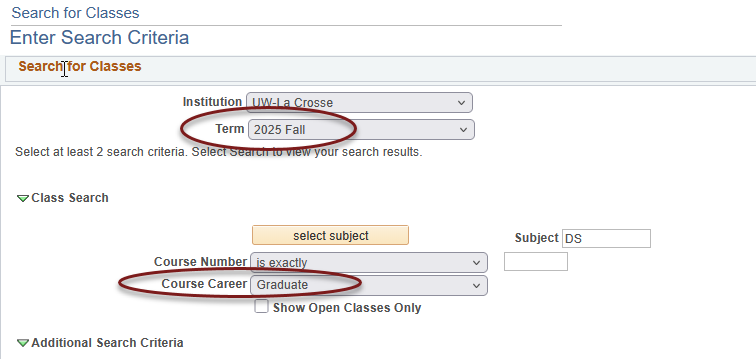 Search for Classes
Enter Search Criteria
Search for Classes
Institution UW-La Crosse
Term 2025 Fall
Select at least 2 search criteria. Select Search to view your search results.
Class Search
select subject Subject DS
Course Number is exactly
Course Career Graduate
Show Open Classes Only
Additional Search Criteria